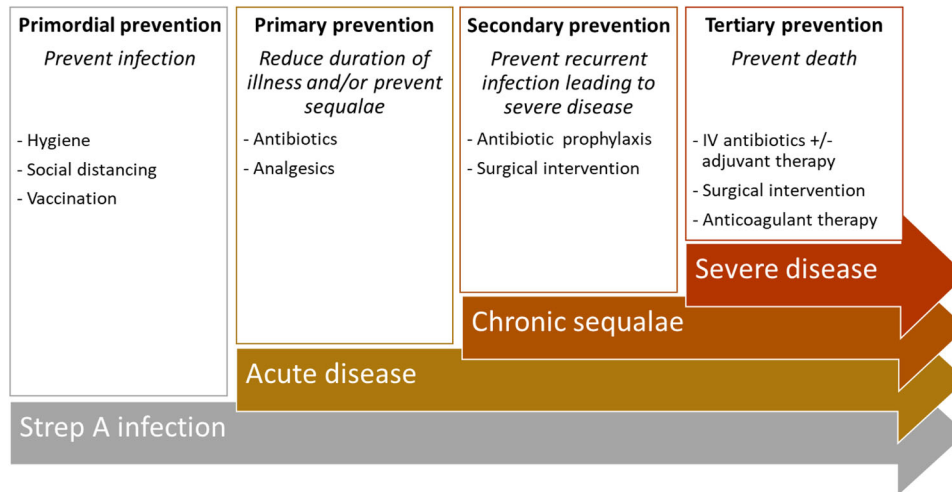 Primordial prevention
Prevent infection
- Hygiene
- Social distancing
- Vaccination
Primary prevention
Reduce duration of
illness and/or prevent
sequalae
- Antibiotics
- Analgesics
Secondary prevention
Prevent recurrent
infection leading to
severe disease
- Antibiotic prophylaxis
- Surgical intervention
Tertiary prevention
Prevent death
- IV antibiotics +/-
adjuvant therapy
- Surgical intervention
- Anticoagulant therapy
Severe disease
Chronic sequalae
Acute disease
Strep A infection